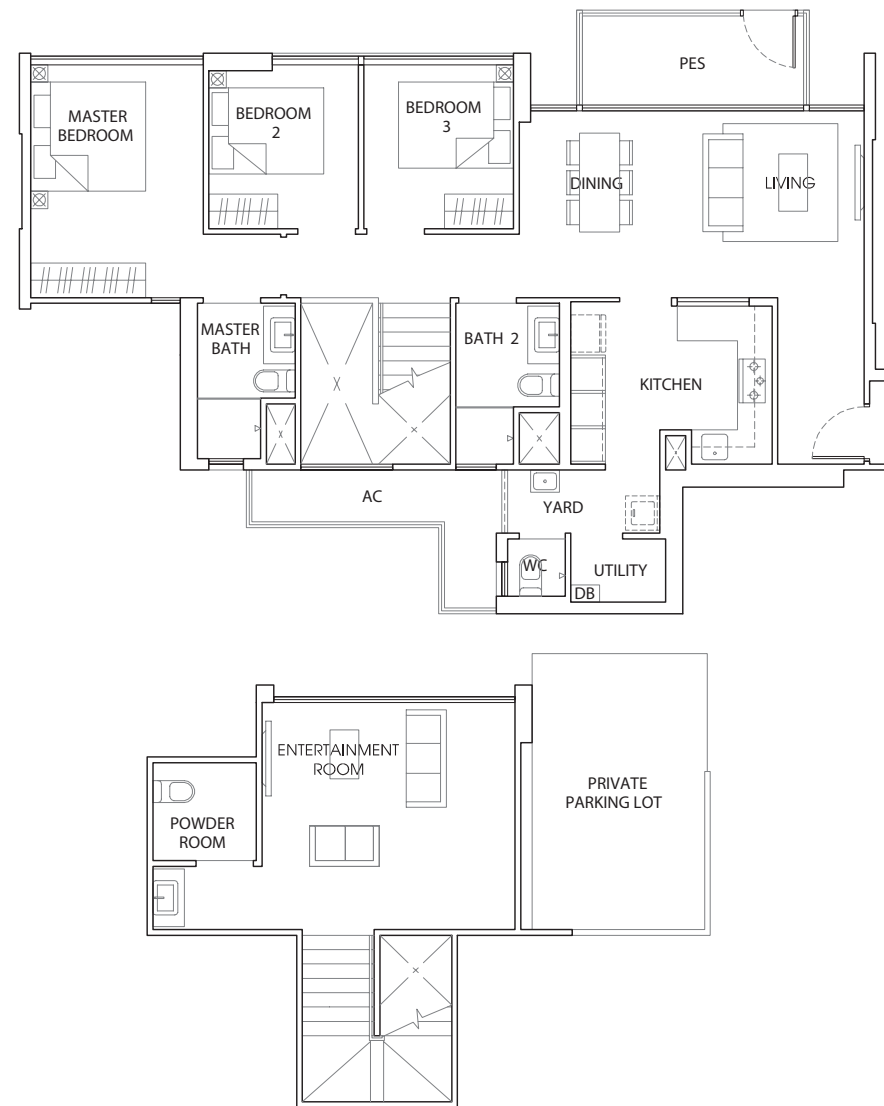 PES
MASTER
BEDROOM
BEDROOM
2
BEDROOM
3
DINING
LIVING
MASTER
BATH
BATH 2
KITCHEN
AC
YARD
WC
UTILITY
DB
ENTERTAINMENT
ROOM
POWDER
ROOM
PRIVATE
PARKING LOT